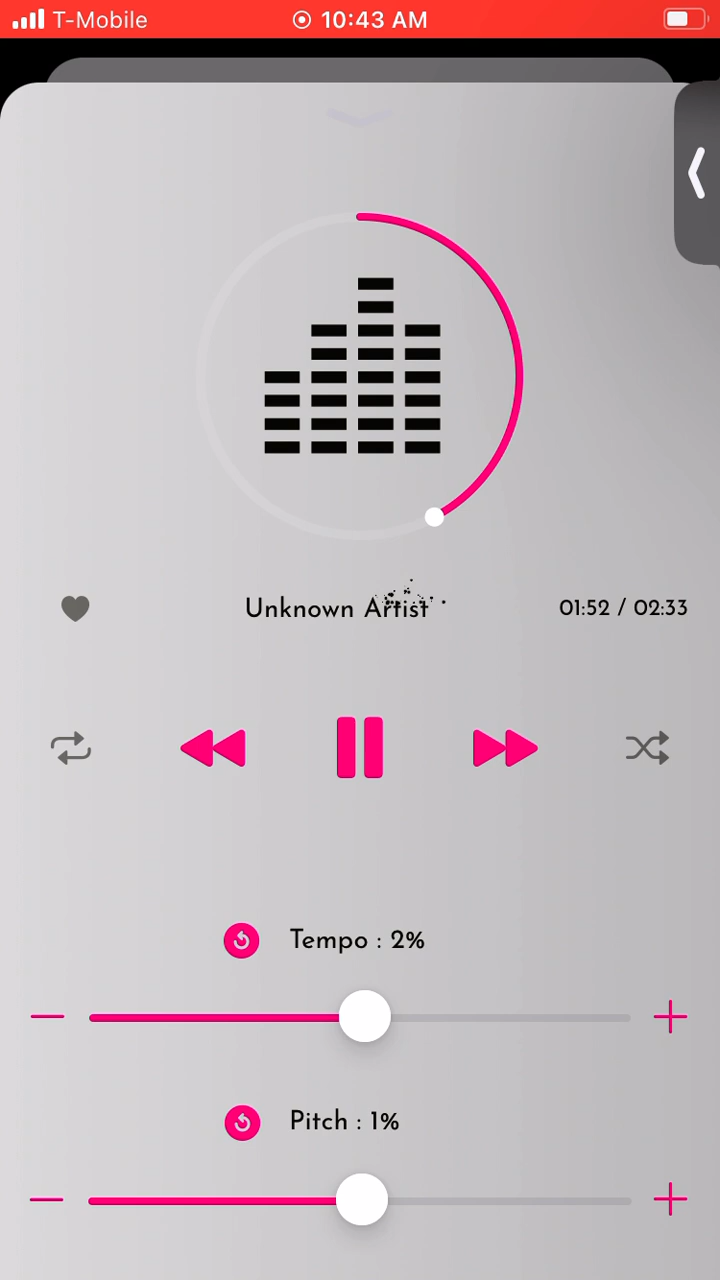 T-Mobile
10:43 AM
Unknown Artist
01:52 / 02:33
Tempo : 2%
Pitch : 1%